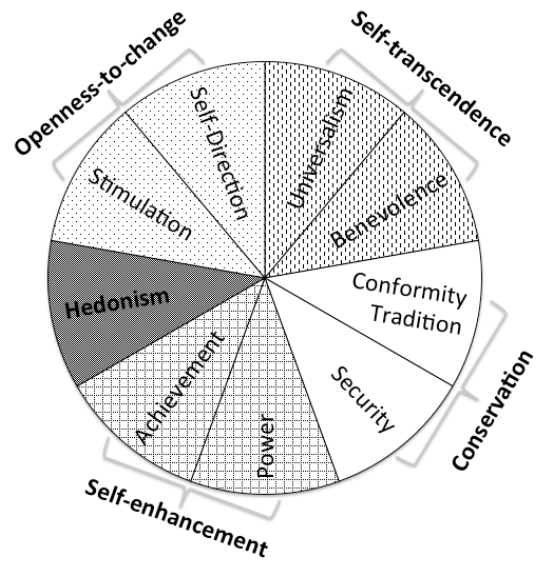 Openness-to-change
Self-transcendence
Self-Direction
Universalism
Stimulation
Benevolence
Hedonism
Conformity
Tradition
Achievement
Power
Security
Conservation
Self-enhancement